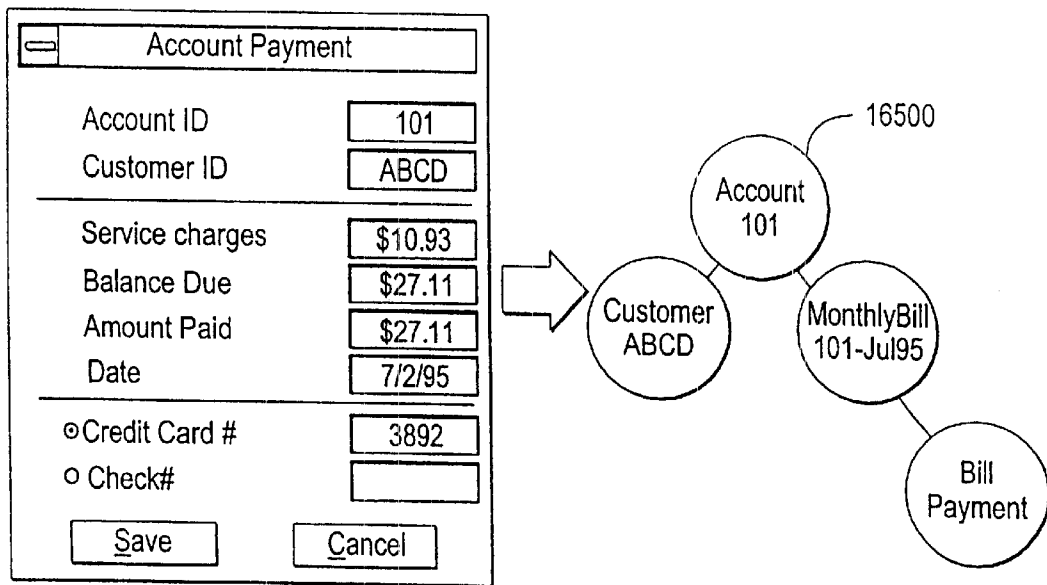 Account Payment
Account ID 101
Customer ID ABCD
Service charges $10.93
Balance Due $27.11
Amount Paid $27.11
Date 7/2/95
Credit Card # 3892
Check#
Save Cancel
16500
Account
101
Customer
ABCD
MonthlyBill
101-Jul95
Bill
Payment